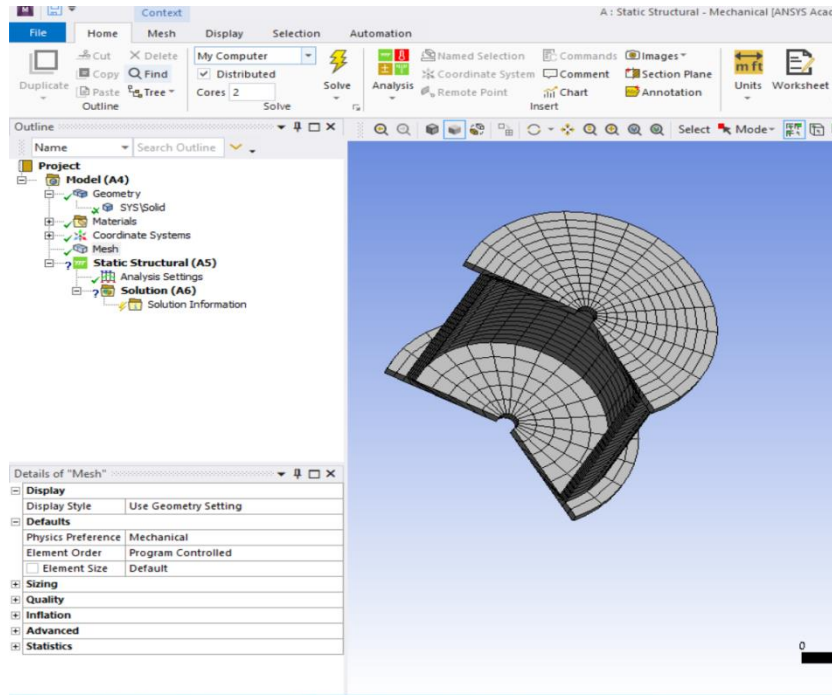 M Context A : Static Structural - Mechanical [ANSYS Acad
File Home Mesh Display Selection Automation
Duplicate Cut Copy Paste Delete Find Tree
Outline
My Computer
Distributed
Cores 2
Solve
Solve
Analysis Named Selection Coordinate System Remote Point Commands Comment Chart Images Section Plane Annotation
Insert
Units Worksheet
mft
Outline
Name Search Outline
Select Mode
Project
Model (A4)
Geometry
SYS\Solid
Materials
Coordinate Systems
Mesh
Static Structural (A5)
Analysis Settings
Solution (A6)
Solution Information
Details of "Mesh"
Display
Display Style Use Geometry Setting
Defaults
Physics Preference Mechanical
Element Order Program Controlled
Element Size Default
Sizing
Quality
Inflation
Advanced
Statistics
0